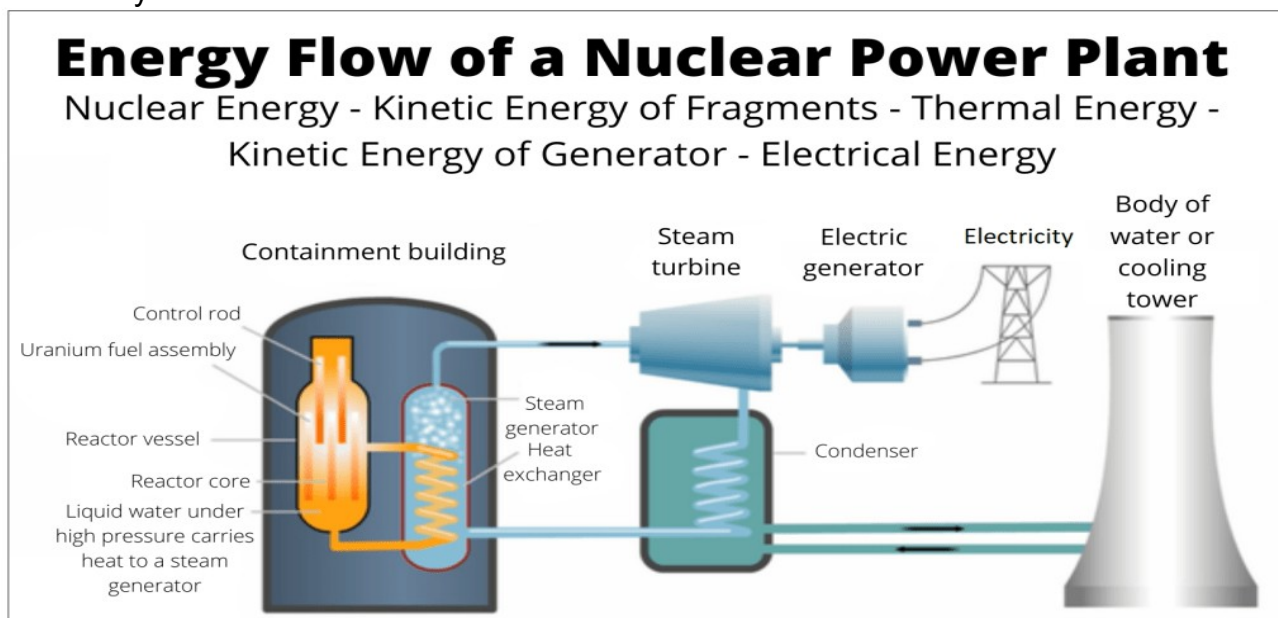 Energy Flow of a Nuclear Power Plant
Nuclear Energy - Kinetic Energy of Fragments - Thermal Energy -
Kinetic Energy of Generator - Electrical Energy
Containment building
Steam
turbine
Electric
generator
Electricity
Body of
water or
cooling
tower
Control rod
Uranium fuel assembly
Reactor vessel
Reactor core
Liquid water under
high pressure carries
heat to a steam
generator
Steam
generator
Heat
exchanger
Condenser